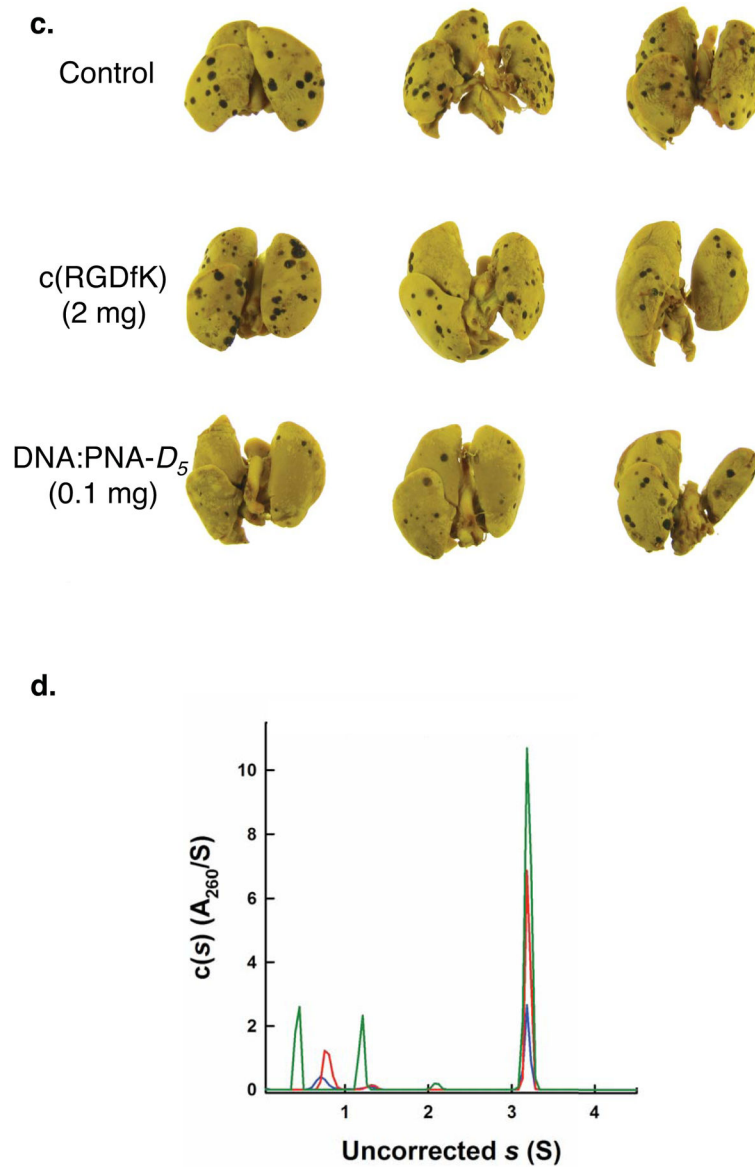 c.
Control
c(RGDfK)
(2 mg)
DNA:PNA-D₅
(0.1 mg)
d.
c(s) (A₂₆₀/S)
10
8
6
4
2
0
1 2 3 4
Uncorrected s (S)